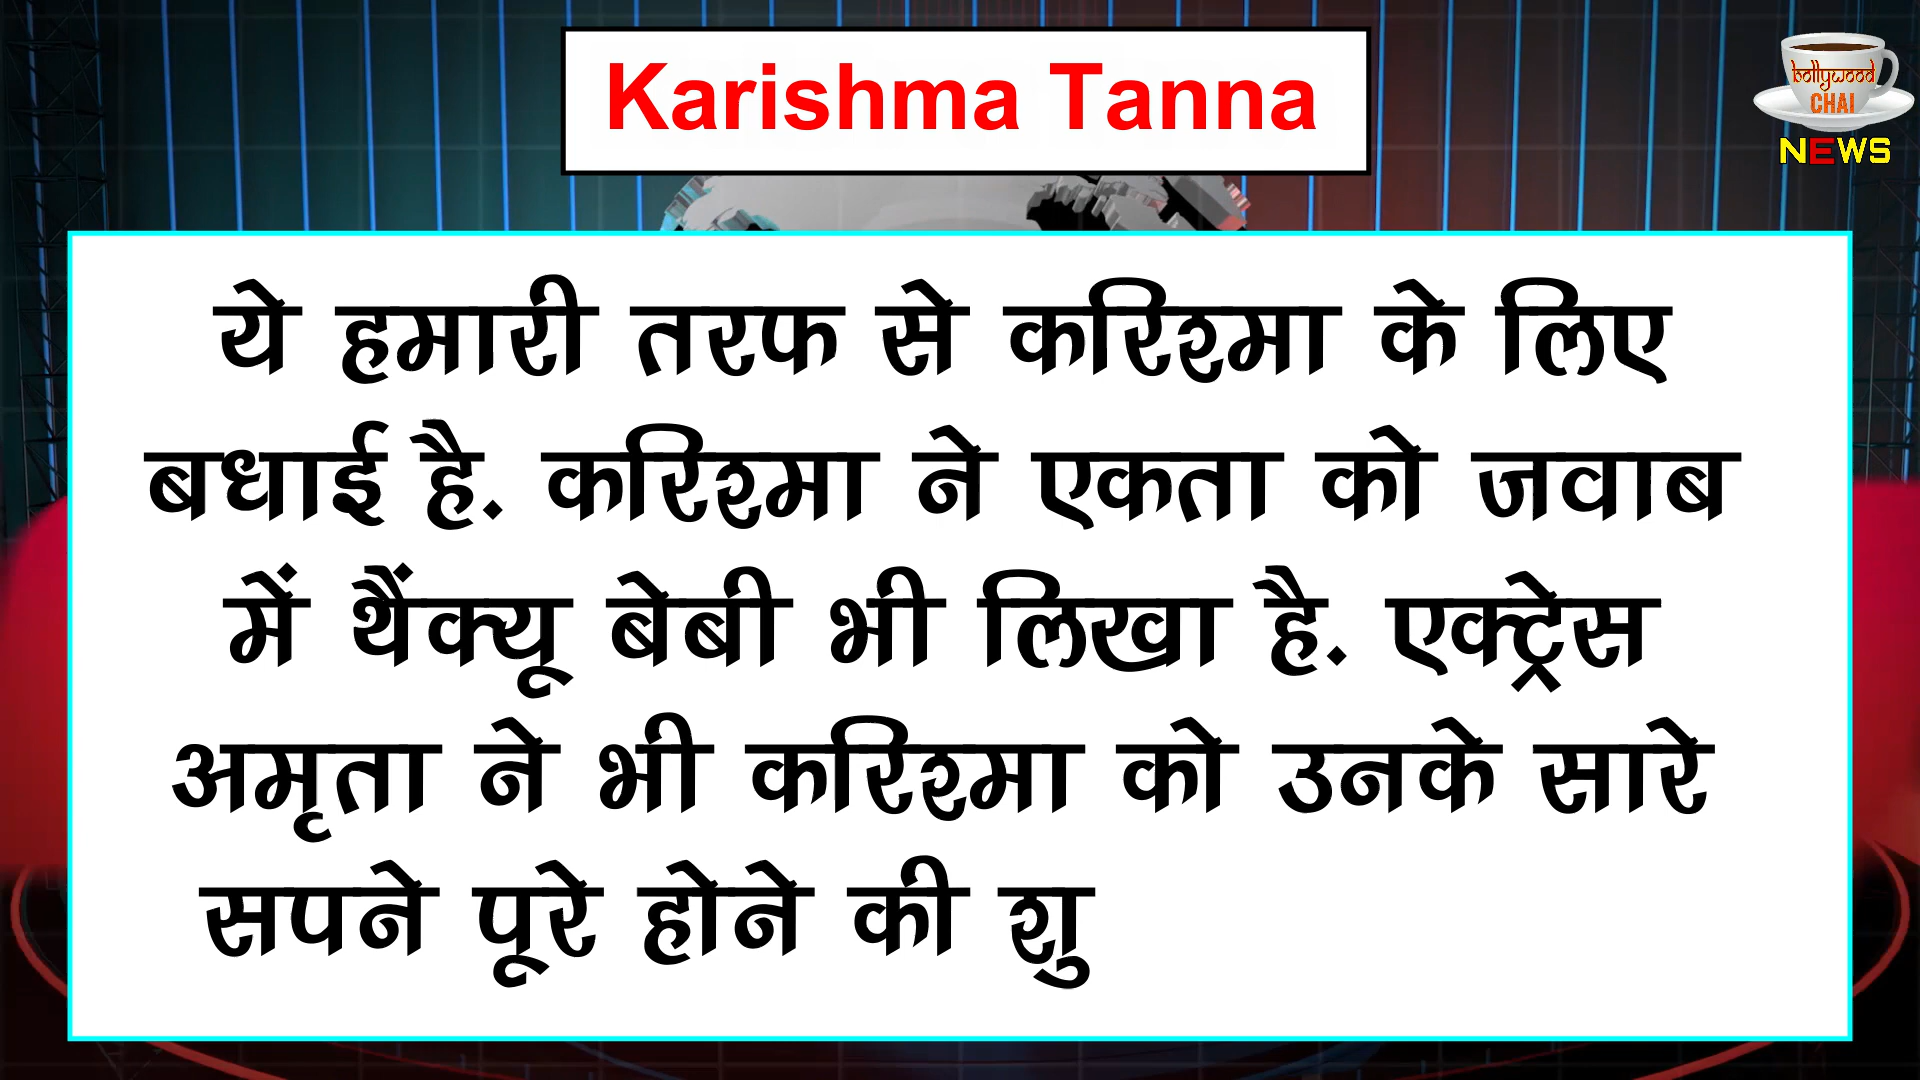 Karishma Tanna
bollywood
CHAI
NEWS
ये हमारी तरफ से करिश्मा के लिए
बधाई है. करिश्मा ने एकता को जवाब
में थैंक्यू बेबी भी लिखा है. एक्ट्रेस
अमृता ने भी करिश्मा को उनके सारे
सपने पूरे होने की शु